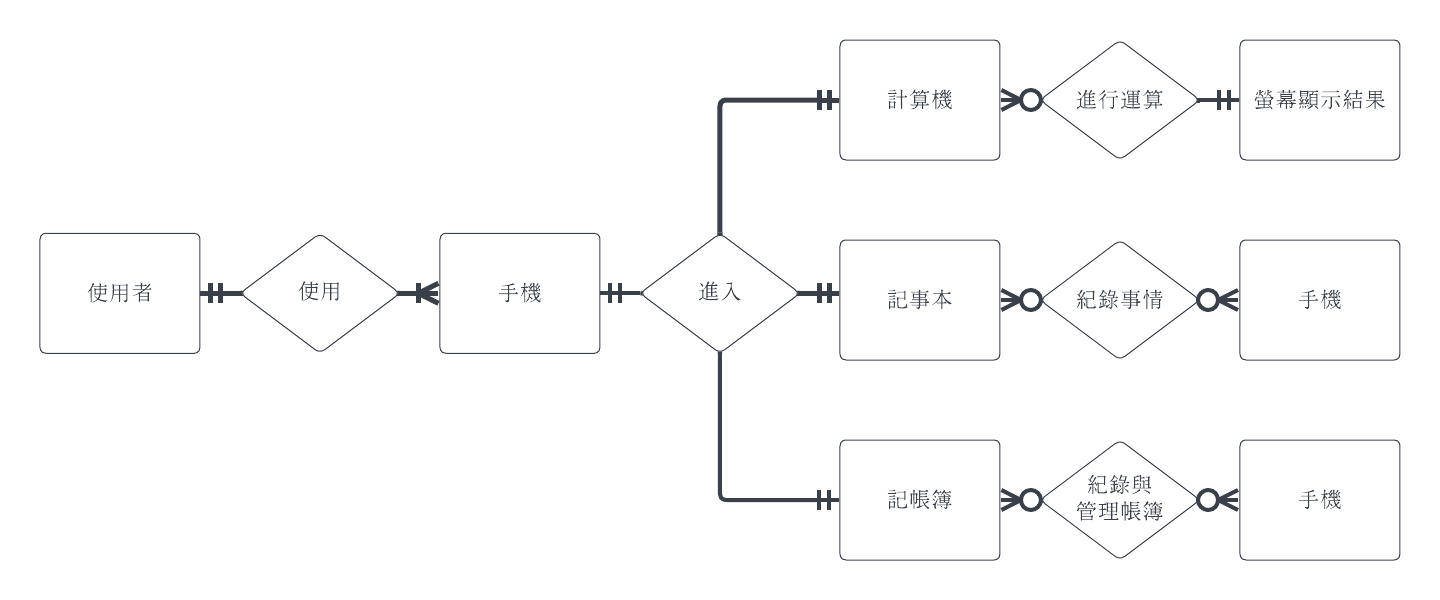 計算機
進行運算
螢幕顯示結果
使用者
使用
手機
進入
記事本
紀錄事情
手機
記帳簿
紀錄與
管理帳簿
手機